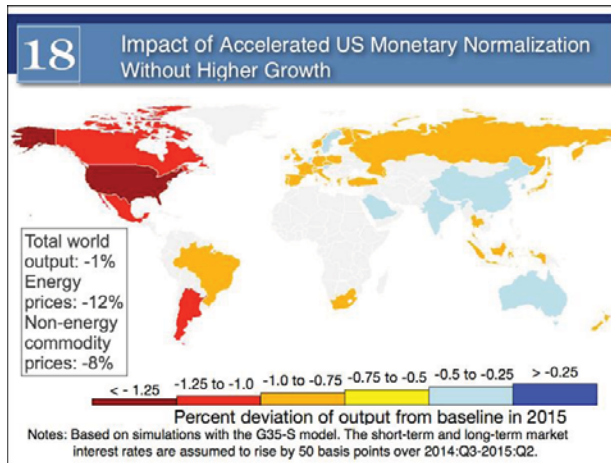 18
Impact of Accelerated US Monetary Normalization
Without Higher Growth
Total world
output: -1%
Energy
prices: -12%
Non-energy
commodity
prices: -8%
< - 1.25 -1.25 to -1.0 -1.0 to -0.75 -0.75 to -0.5 -0.5 to -0.25 > -0.25
Percent deviation of output from baseline in 2015
Notes: Based on simulations with the G35-S model. The short-term and long-term market
interest rates are assumed to rise by 50 basis points over 2014:Q3-2015:Q2.